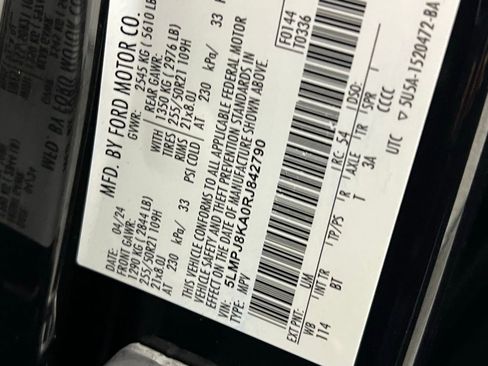 MFD. BY FORD MOTOR CO.
DATE: 04/24 GVWR: 2545 KG ( 5610 LB)
FRONT GAWR: WITH REAR GAWR:
1290 KG ( 2844 LB) 1350 KG ( 2976 LB)
255/50R21 109H TIRES 255/50R21 109H
21x8.0J RIMS 21x8.0J
AT 230 kPa/ 33 PSI COLD AT 230 kPa/ 33
THIS VEHICLE CONFORMS TO ALL APPLICABLE FEDERAL MOTOR
VEHICLE SAFETY AND THEFT PREVENTION STANDARDS IN
EFFECT ON THE DATE OF MANUFACTURE SHOWN ABOVE.
VIN: 5LMPJ8KA0RJ842790
TYPE: MPV
F0144
T0336
EXT PNT: UM RC: 54 DSO:
WB INT TR TP/PS R AXLE TR SPR
114 BT T 3A CCCC
UTC 5U5A-1520472-BA